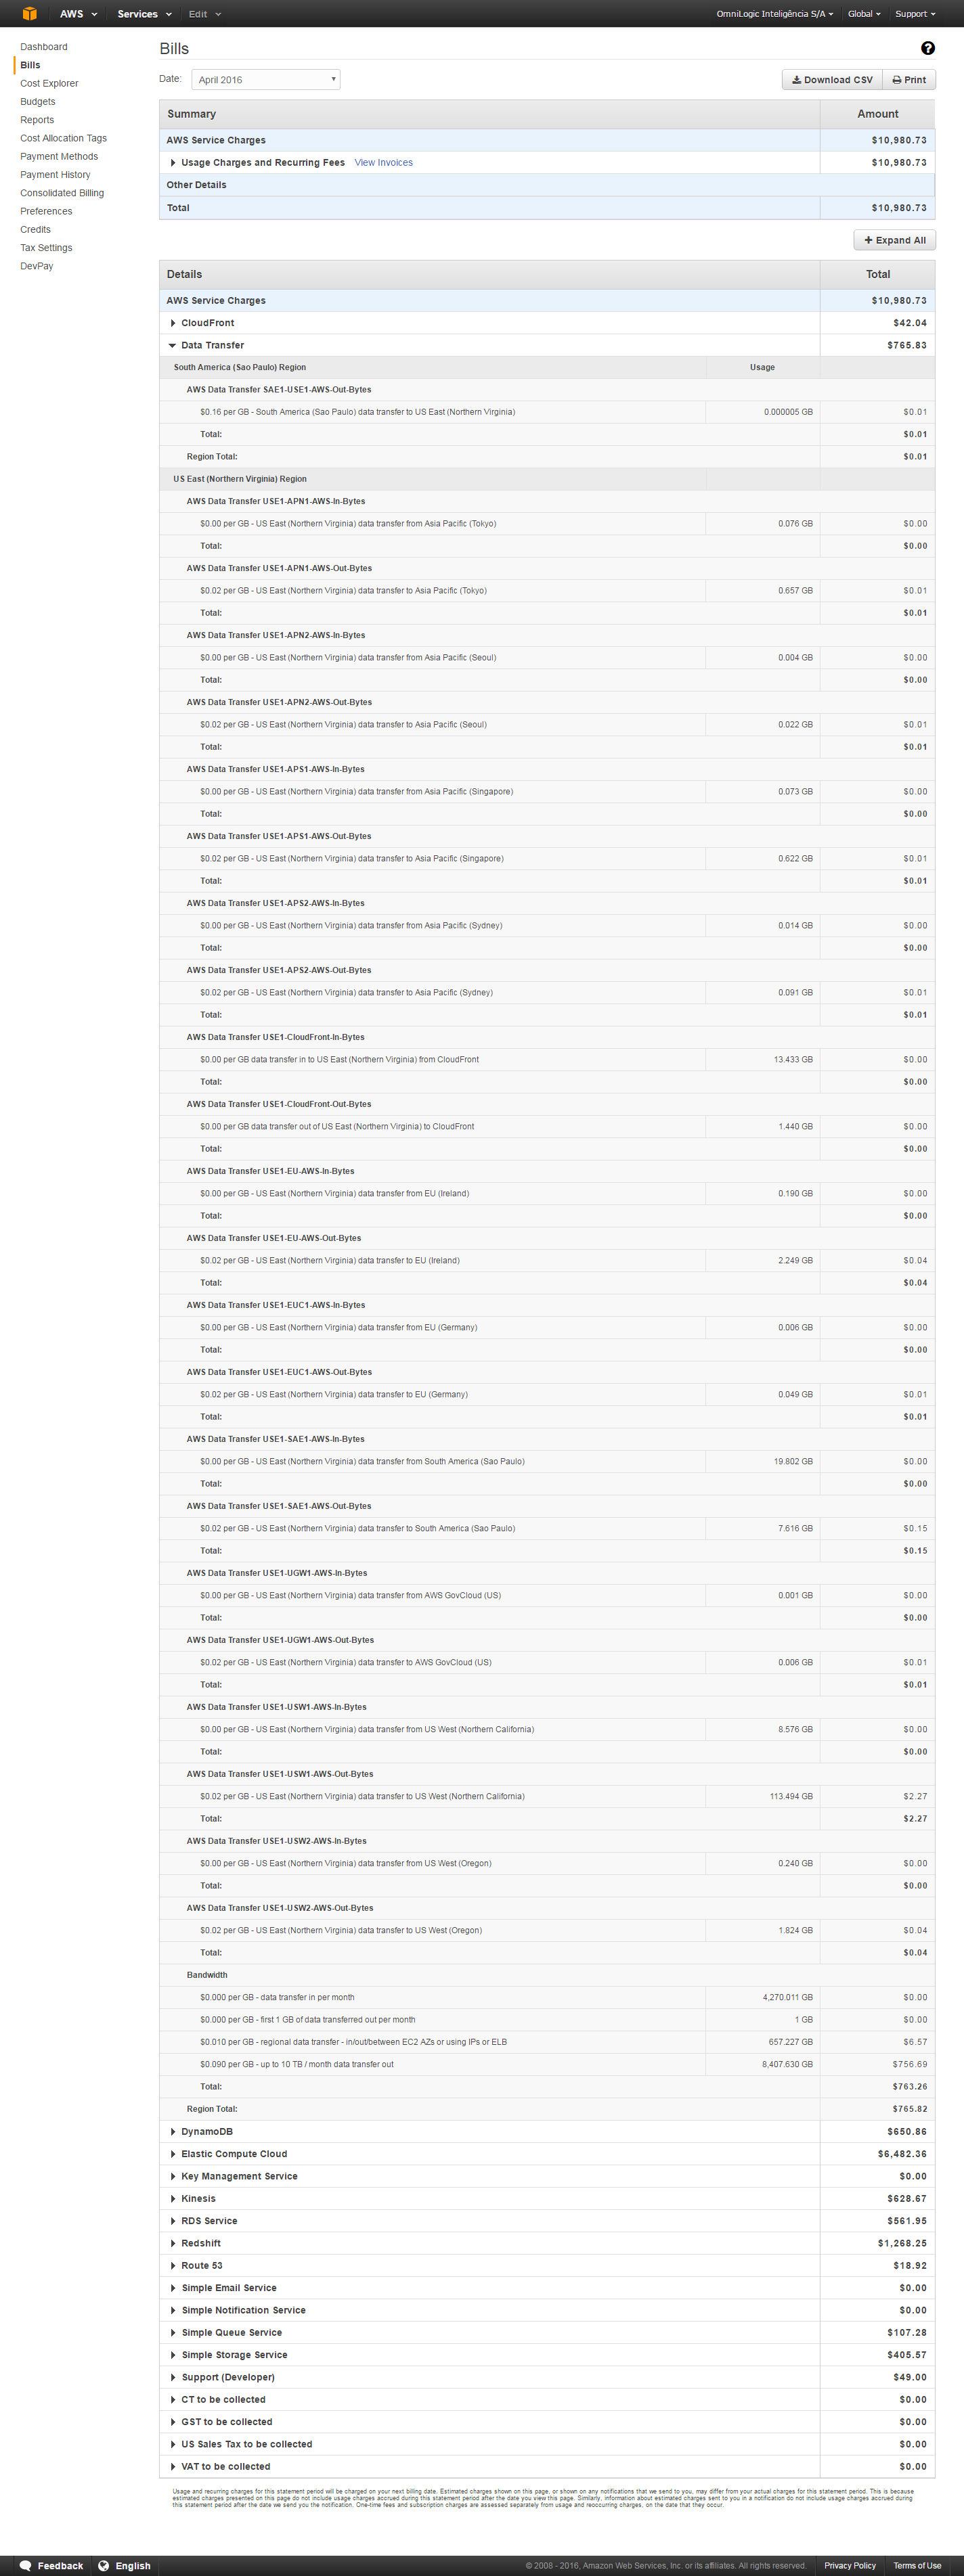 AWS Services Edit OmniLogic Inteligência S/A Global Support
Dashboard
Bills
Cost Explorer
Budgets
Reports
Cost Allocation Tags
Payment Methods
Payment History
Consolidated Billing
Preferences
Credits
Tax Settings
DevPay
Bills
Date: April 2016 Download CSV Print
Summary Amount
AWS Service Charges $10,980.73
Usage Charges and Recurring Fees View Invoices $10,980.73
Other Details
Total $10,980.73
Expand All
Details Total
AWS Service Charges $10,980.73
CloudFront $42.04
Data Transfer $765.83
South America (Sao Paulo) Region Usage
AWS Data Transfer SAE1-USE1-AWS-Out-Bytes
$0.16 per GB - South America (Sao Paulo) data transfer to US East (Northern Virginia) 0.000005 GB $0.01
Total: $0.01
Region Total: $0.01
US East (Northern Virginia) Region
AWS Data Transfer USE1-APN1-AWS-In-Bytes
$0.00 per GB - US East (Northern Virginia) data transfer from Asia Pacific (Tokyo) 0.076 GB $0.00
Total: $0.00
AWS Data Transfer USE1-APN1-AWS-Out-Bytes
$0.02 per GB - US East (Northern Virginia) data transfer to Asia Pacific (Tokyo) 0.657 GB $0.01
Total: $0.01
AWS Data Transfer USE1-APN2-AWS-In-Bytes
$0.00 per GB - US East (Northern Virginia) data transfer from Asia Pacific (Seoul) 0.004 GB $0.00
Total: $0.00
AWS Data Transfer USE1-APN2-AWS-Out-Bytes
$0.02 per GB - US East (Northern Virginia) data transfer to Asia Pacific (Seoul) 0.022 GB $0.01
Total: $0.01
AWS Data Transfer USE1-APS1-AWS-In-Bytes
$0.00 per GB - US East (Northern Virginia) data transfer from Asia Pacific (Singapore) 0.073 GB $0.00
Total: $0.00
AWS Data Transfer USE1-APS1-AWS-Out-Bytes
$0.02 per GB - US East (Northern Virginia) data transfer to Asia Pacific (Singapore) 0.622 GB $0.01
Total: $0.01
AWS Data Transfer USE1-APS2-AWS-In-Bytes
$0.00 per GB - US East (Northern Virginia) data transfer from Asia Pacific (Sydney) 0.014 GB $0.00
Total: $0.00
AWS Data Transfer USE1-APS2-AWS-Out-Bytes
$0.02 per GB - US East (Northern Virginia) data transfer to Asia Pacific (Sydney) 0.091 GB $0.01
Total: $0.01
AWS Data Transfer USE1-CloudFront-In-Bytes
$0.00 per GB data transfer in to US East (Northern Virginia) from CloudFront 13.433 GB $0.00
Total: $0.00
AWS Data Transfer USE1-CloudFront-Out-Bytes
$0.00 per GB data transfer out of US East (Northern Virginia) to CloudFront 1.440 GB $0.00
Total: $0.00
AWS Data Transfer USE1-EU-AWS-In-Bytes
$0.00 per GB - US East (Northern Virginia) data transfer from EU (Ireland) 0.190 GB $0.00
Total: $0.00
AWS Data Transfer USE1-EU-AWS-Out-Bytes
$0.02 per GB - US East (Northern Virginia) data transfer to EU (Ireland) 2.249 GB $0.04
Total: $0.04
AWS Data Transfer USE1-EUC1-AWS-In-Bytes
$0.00 per GB - US East (Northern Virginia) data transfer from EU (Germany) 0.006 GB $0.00
Total: $0.00
AWS Data Transfer USE1-EUC1-AWS-Out-Bytes
$0.02 per GB - US East (Northern Virginia) data transfer to EU (Germany) 0.049 GB $0.01
Total: $0.01
AWS Data Transfer USE1-SAE1-AWS-In-Bytes
$0.00 per GB - US East (Northern Virginia) data transfer from South America (Sao Paulo) 19.802 GB $0.00
Total: $0.00
AWS Data Transfer USE1-SAE1-AWS-Out-Bytes
$0.02 per GB - US East (Northern Virginia) data transfer to South America (Sao Paulo) 7.616 GB $0.15
Total: $0.15
AWS Data Transfer USE1-UGW1-AWS-In-Bytes
$0.00 per GB - US East (Northern Virginia) data transfer from AWS GovCloud (US) 0.001 GB $0.00
Total: $0.00
AWS Data Transfer USE1-UGW1-AWS-Out-Bytes
$0.02 per GB - US East (Northern Virginia) data transfer to AWS GovCloud (US) 0.006 GB $0.01
Total: $0.01
AWS Data Transfer USE1-USW1-AWS-In-Bytes
$0.00 per GB - US East (Northern Virginia) data transfer from US West (Northern California) 8.576 GB $0.00
Total: $0.00
AWS Data Transfer USE1-USW1-AWS-Out-Bytes
$0.02 per GB - US East (Northern Virginia) data transfer to US West (Northern California) 113.494 GB $2.27
Total: $2.27
AWS Data Transfer USE1-USW2-AWS-In-Bytes
$0.00 per GB - US East (Northern Virginia) data transfer from US West (Oregon) 0.240 GB $0.00
Total: $0.00
AWS Data Transfer USE1-USW2-AWS-Out-Bytes
$0.02 per GB - US East (Northern Virginia) data transfer to US West (Oregon) 1.824 GB $0.04
Total: $0.04
Bandwidth
$0.000 per GB - data transfer in per month 4,270.011 GB $0.00
$0.000 per GB - first 1 GB of data transferred out per month 1 GB $0.00
$0.010 per GB - regional data transfer - in/out/between EC2 AZs or using IPs or ELB 657.227 GB $6.57
$0.090 per GB - up to 10 TB / month data transfer out 8,407.630 GB $756.69
Total: $763.26
Region Total: $765.82
DynamoDB $650.86
Elastic Compute Cloud $6,482.36
Key Management Service $0.00
Kinesis $628.67
RDS Service $561.95
Redshift $1,268.25
Route 53 $18.92
Simple Email Service $0.00
Simple Notification Service $0.00
Simple Queue Service $107.28
Simple Storage Service $405.57
Support (Developer) $49.00
CT to be collected $0.00
GST to be collected $0.00
US Sales Tax to be collected $0.00
VAT to be collected $0.00
Usage and recurring charges for this statement period will be charged on your next billing date. Estimated charges shown on this page, or shown on any notifications that we send to you, may differ from your actual charges for this statement period. This is because
estimated charges presented on this page do not include usage charges accrued during this statement period after the date you view this page. Similarly, information about estimated charges sent to you in a notification do not include usage charges accrued during
this statement period after the date we send you the notification. One-time fees and subscription charges are assessed separately from usage and reoccurring charges, on the date that they occur.
Feedback English © 2008 - 2016, Amazon Web Services, Inc. or its affiliates. All rights reserved. Privacy Policy Terms of Use